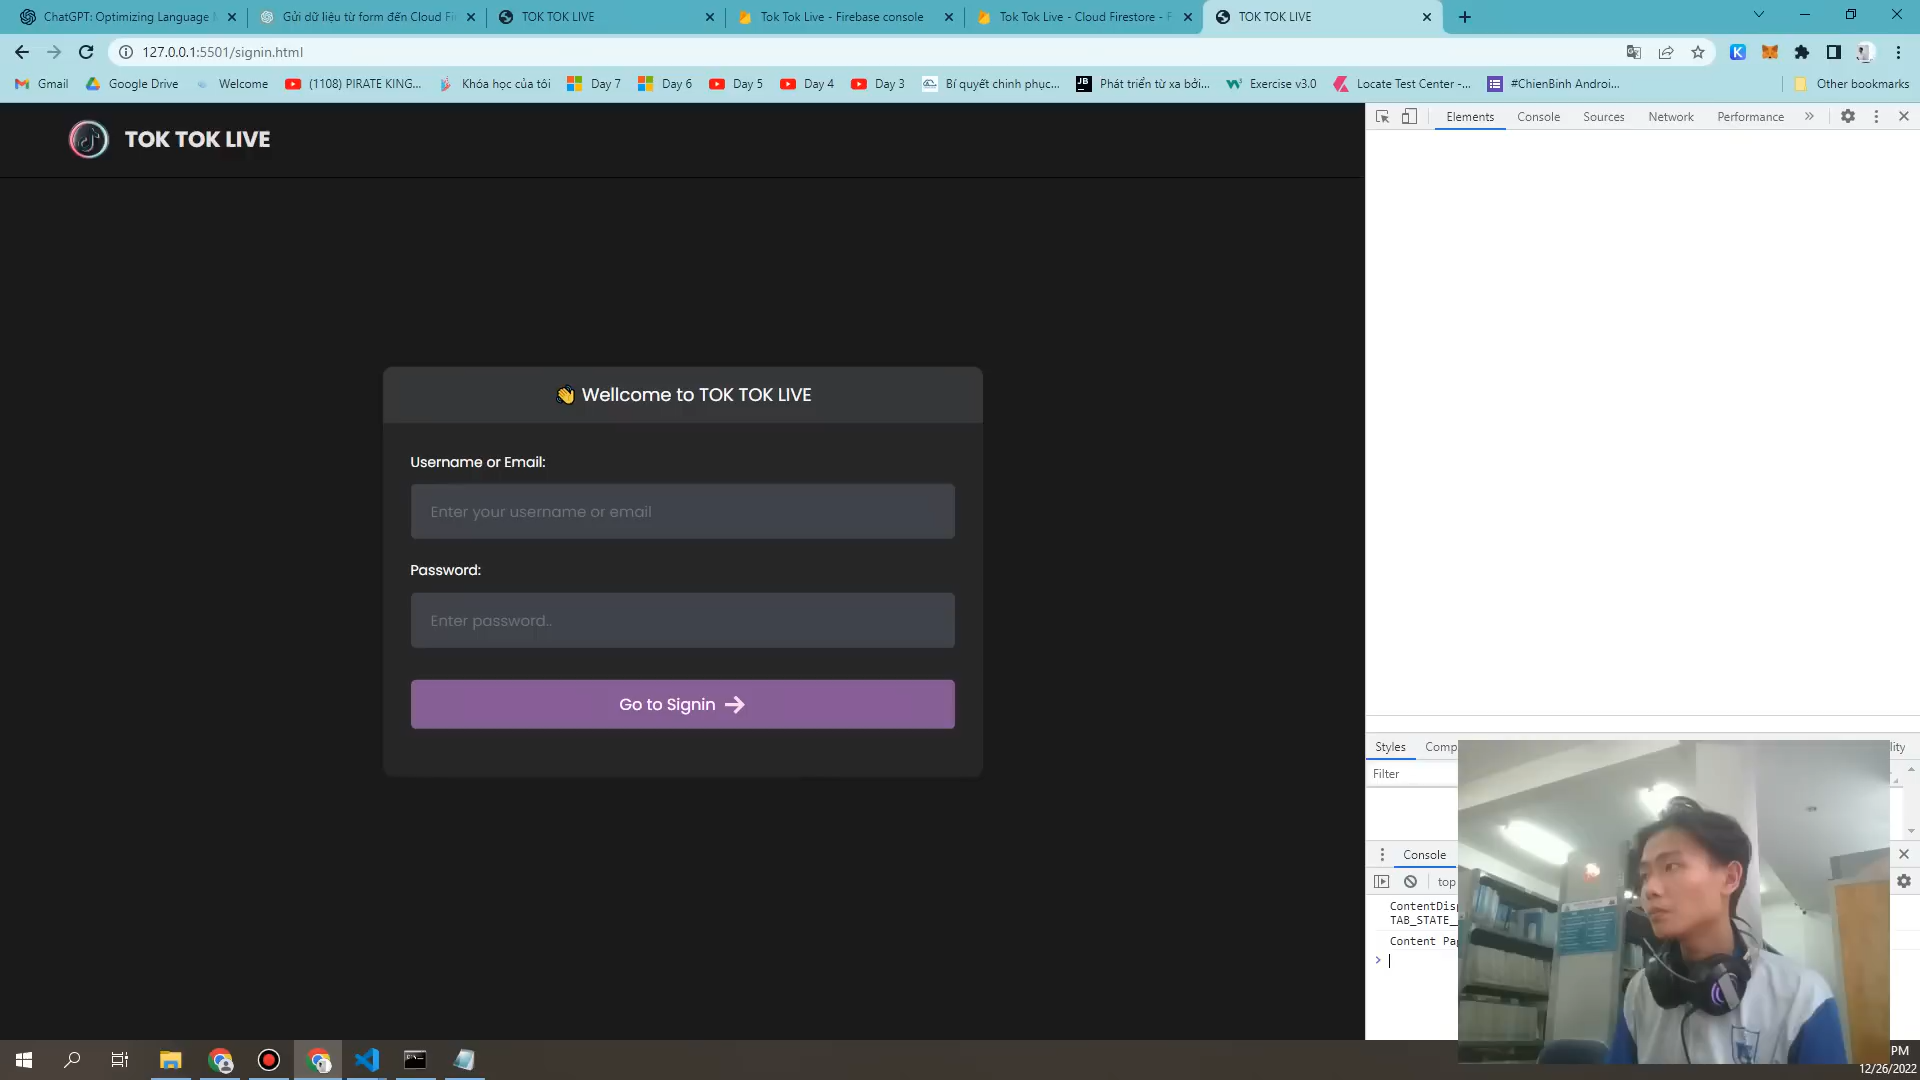 ChatGPT: Optimizing Language
Gửi dữ liệu từ form đến Cloud Fi
TOK TOK LIVE
Tok Tok Live - Firebase console
Tok Tok Live - Cloud Firestore - F
TOK TOK LIVE
127.0.0.1:5501/signin.html
Gmail
Google Drive
Welcome
(1108) PIRATE KING...
Khóa học của tôi
Day 7
Day 6
Day 5
Day 4
Day 3
Bí quyết chinh phục...
Phát triển từ xa bởi...
Exercise v3.0
Locate Test Center -...
#ChienBinh Androi...
Other bookmarks
TOK TOK LIVE
Elements
Console
Sources
Network
Performance
👋 Wellcome to TOK TOK LIVE
Username or Email:
Enter your username or email
Password:
Enter password..
Go to Signin →
Styles
Comp
lity
Filter
Console
top
ContentDisp
TAB_STATE_
Content Pag
PM
12/26/2022